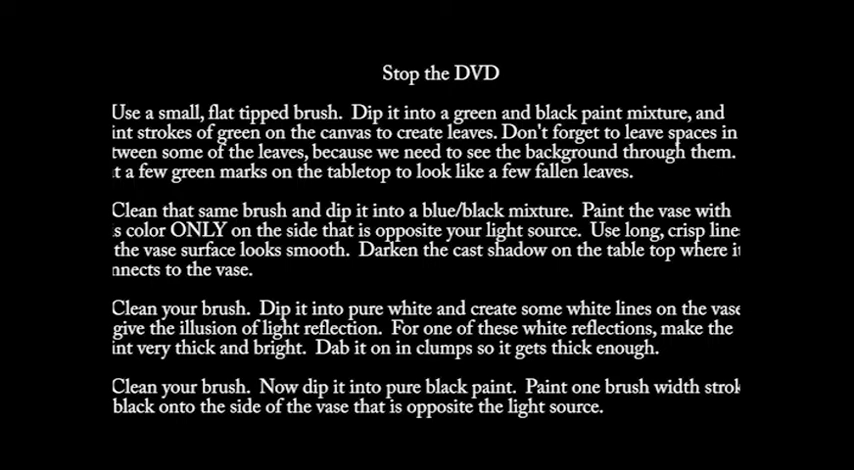 Stop the DVD
Use a small, flat tipped brush. Dip it into a green and black paint mixture, and
int strokes of green on the canvas to create leaves. Don't forget to leave spaces in
tween some of the leaves, because we need to see the background through them.
t a few green marks on the tabletop to look like a few fallen leaves.
Clean that same brush and dip it into a blue/black mixture. Paint the vase with
s color ONLY on the side that is opposite your light source. Use long, crisp line
the vase surface looks smooth. Darken the cast shadow on the table top where it
nnects to the vase.
Clean your brush. Dip it into pure white and create some white lines on the vase
give the illusion of light reflection. For one of these white reflections, make the
int very thick and bright. Dab it on in clumps so it gets thick enough.
Clean your brush. Now dip it into pure black paint. Paint one brush width strok
black onto the side of the vase that is opposite the light source.